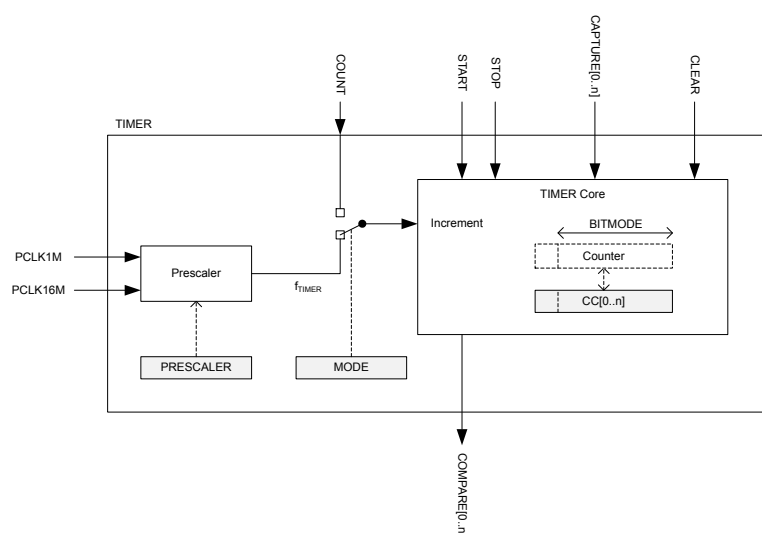 COUNT
START
STOP
CAPTURE[0..n]
CLEAR
TIMER
TIMER Core
Increment
BITMODE
Counter
CC[0..n]
PCLK1M
PCLK16M
Prescaler
fTIMER
PRESCALER
MODE
COMPARE[0..n